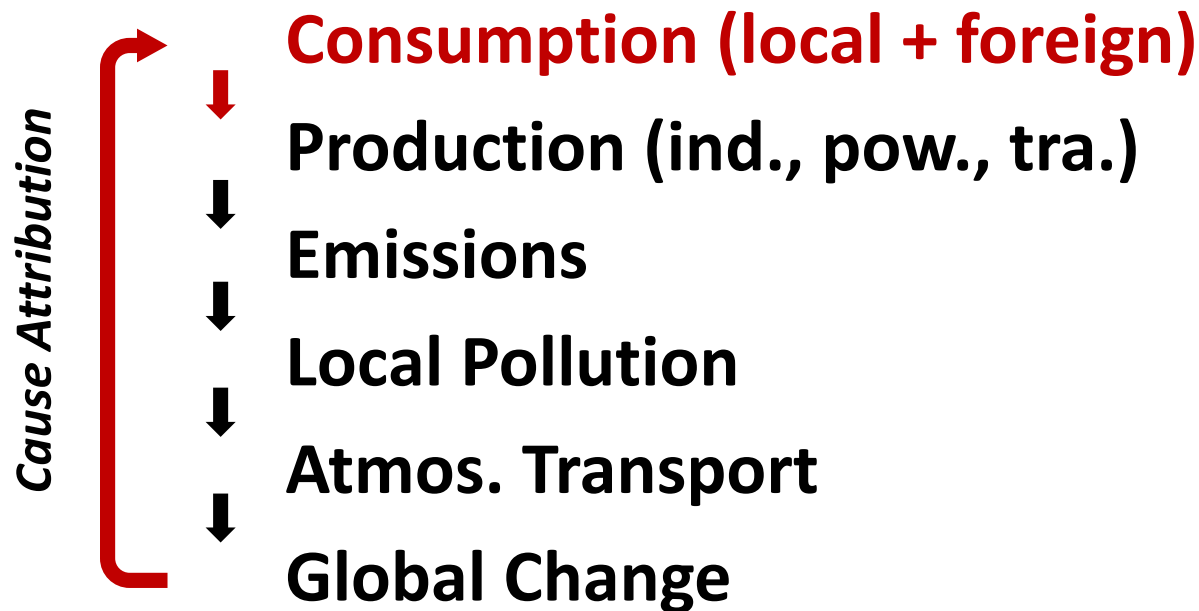 Consumption (local + foreign)
Production (ind., pow., tra.)
Emissions
Local Pollution
Atmos. Transport
Global Change
Cause Attribution